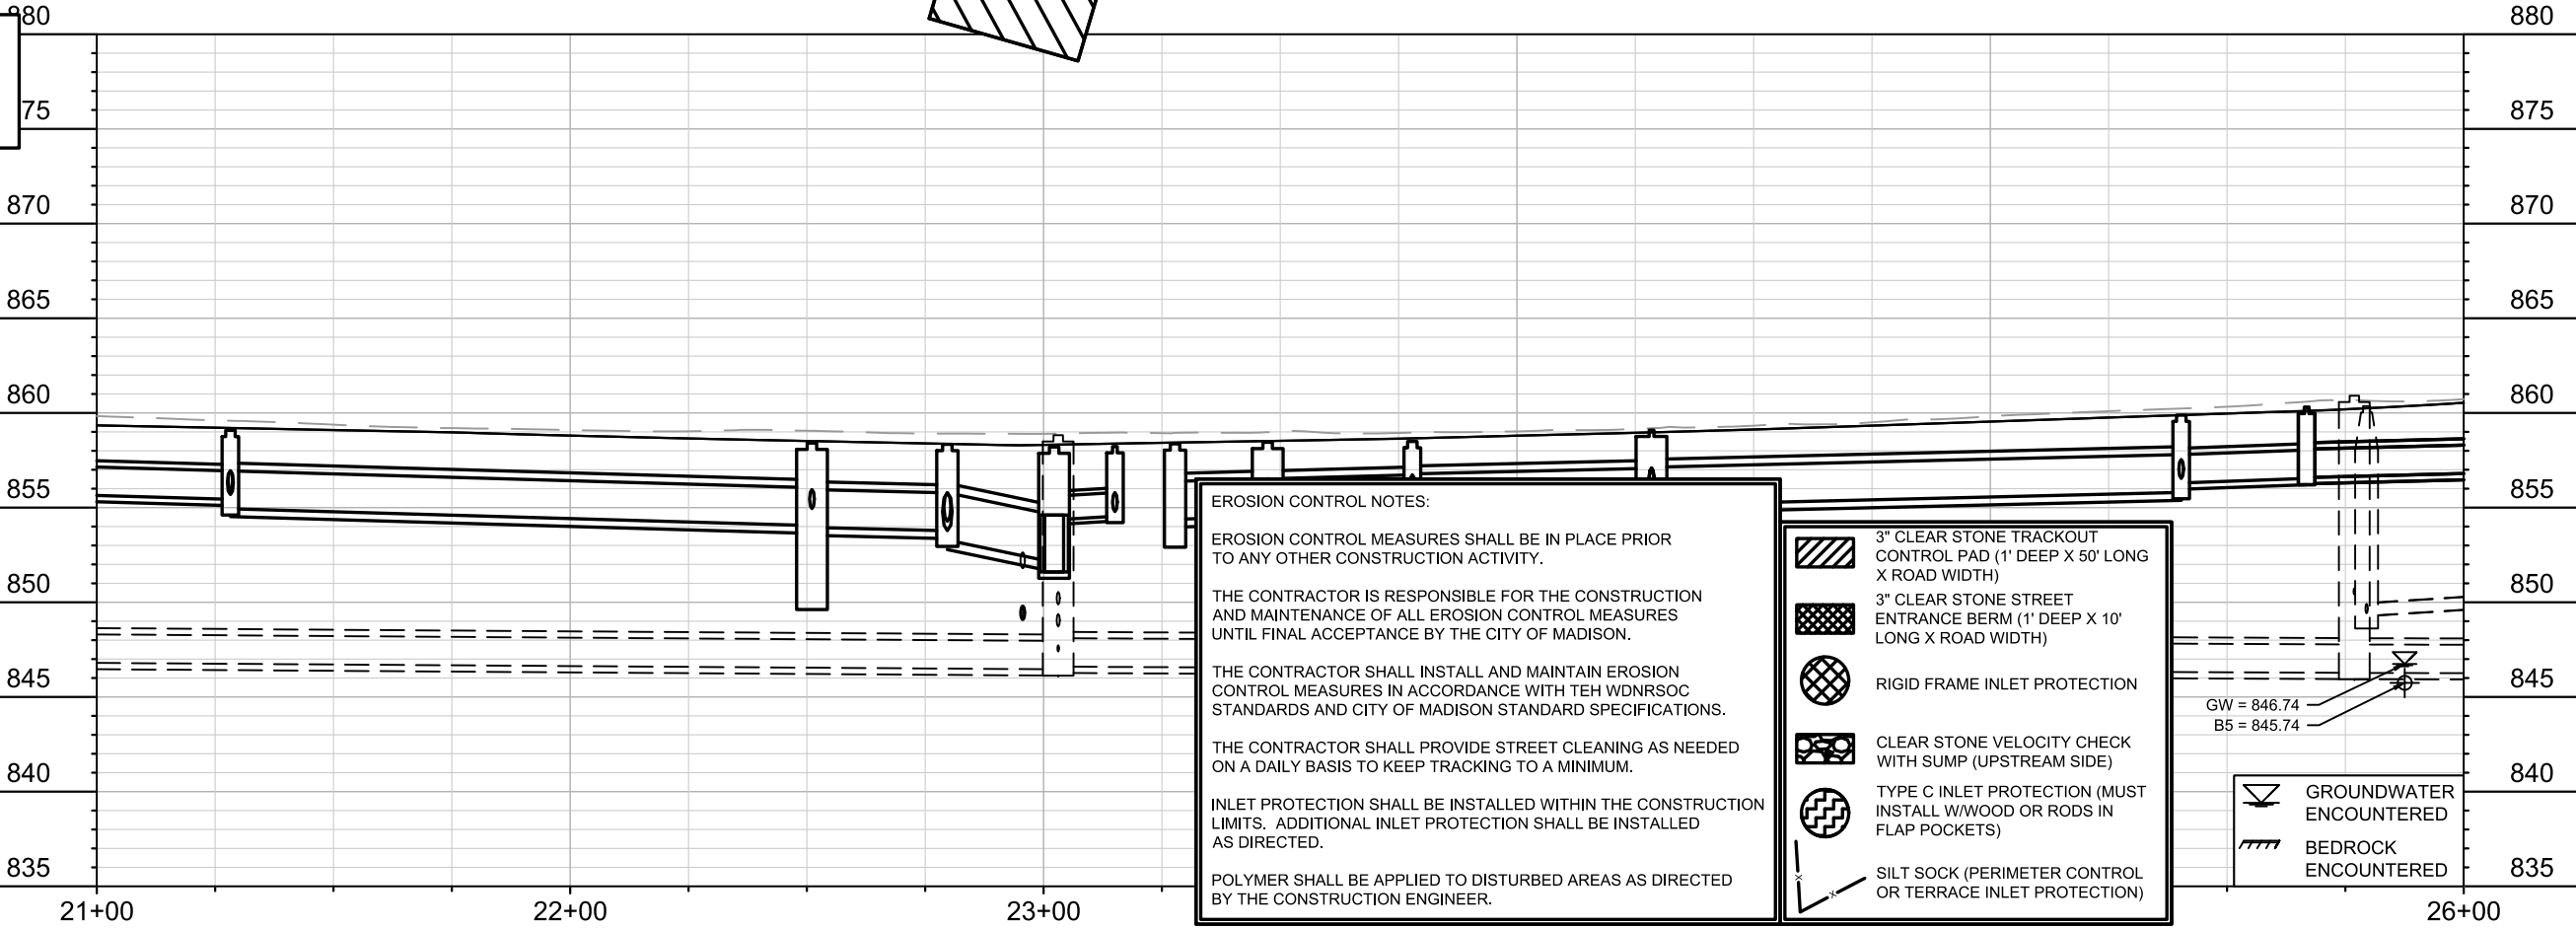 880
75
870
865
860
855
850
845
840
835
880
875
870
865
860
855
850
845
840
835
21+00
22+00
23+00
26+00
EROSION CONTROL NOTES:
EROSION CONTROL MEASURES SHALL BE IN PLACE PRIOR
TO ANY OTHER CONSTRUCTION ACTIVITY.
THE CONTRACTOR IS RESPONSIBLE FOR THE CONSTRUCTION
AND MAINTENANCE OF ALL EROSION CONTROL MEASURES
UNTIL FINAL ACCEPTANCE BY THE CITY OF MADISON.
THE CONTRACTOR SHALL INSTALL AND MAINTAIN EROSION
CONTROL MEASURES IN ACCORDANCE WITH TEH WDNRSOC
STANDARDS AND CITY OF MADISON STANDARD SPECIFICATIONS.
THE CONTRACTOR SHALL PROVIDE STREET CLEANING AS NEEDED
ON A DAILY BASIS TO KEEP TRACKING TO A MINIMUM.
INLET PROTECTION SHALL BE INSTALLED WITHIN THE CONSTRUCTION
LIMITS. ADDITIONAL INLET PROTECTION SHALL BE INSTALLED
AS DIRECTED.
POLYMER SHALL BE APPLIED TO DISTURBED AREAS AS DIRECTED
BY THE CONSTRUCTION ENGINEER.
3" CLEAR STONE TRACKOUT
CONTROL PAD (1' DEEP X 50' LONG
X ROAD WIDTH)
3" CLEAR STONE STREET
ENTRANCE BERM (1' DEEP X 10'
LONG X ROAD WIDTH)
RIGID FRAME INLET PROTECTION
CLEAR STONE VELOCITY CHECK
WITH SUMP (UPSTREAM SIDE)
TYPE C INLET PROTECTION (MUST
INSTALL W/WOOD OR RODS IN
FLAP POCKETS)
SILT SOCK (PERIMETER CONTROL
OR TERRACE INLET PROTECTION)
GW = 846.74
B5 = 845.74
GROUNDWATER
ENCOUNTERED
BEDROCK
ENCOUNTERED